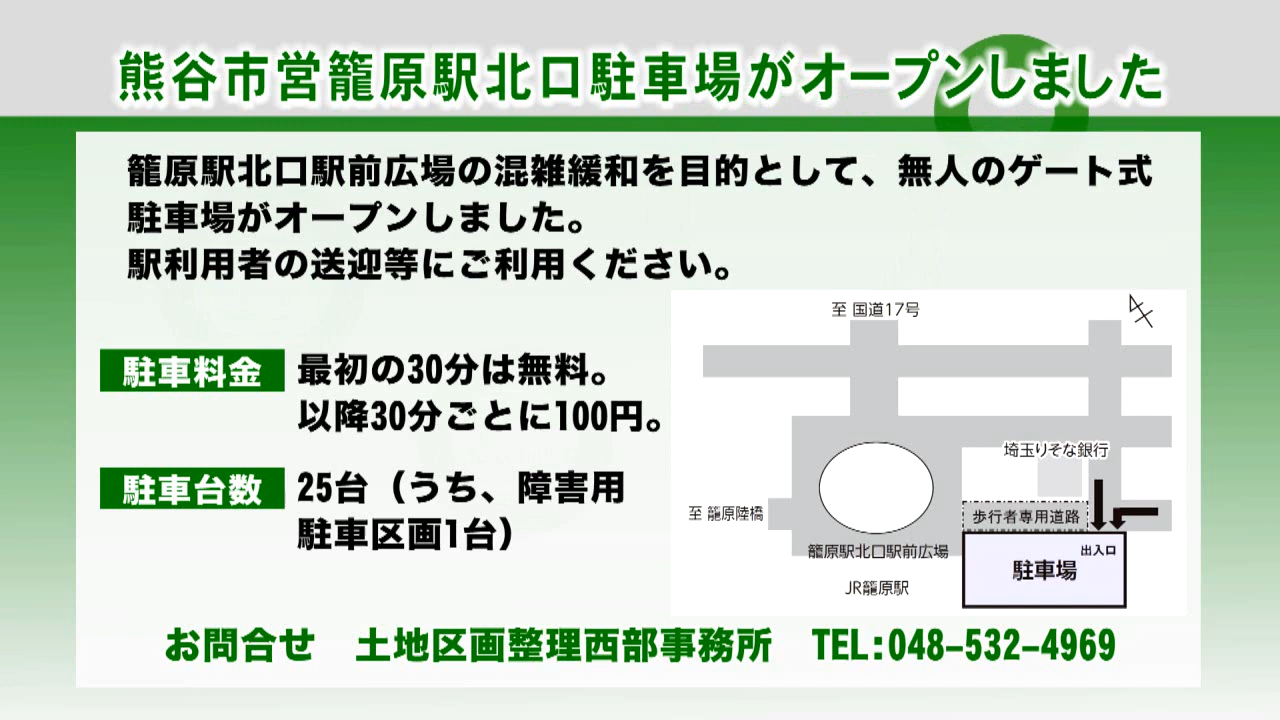 熊谷市営籠原駅北口駐車場がオープンしました
籠原駅北口駅前広場の混雑緩和を目的として、無人のゲート式
駐車場がオープンしました。
駅利用者の送迎等にご利用ください。
駐車料金 最初の30分は無料。
以降30分ごとに100円。
駐車台数 25台（うち、障害用
駐車区画1台）
至 国道17号
埼玉りそな銀行
至 籠原陸橋
歩行者専用道路
籠原駅北口駅前広場
出入口
駐車場
JR籠原駅
お問合せ 土地区画整理西部事務所 TEL:048-532-4969